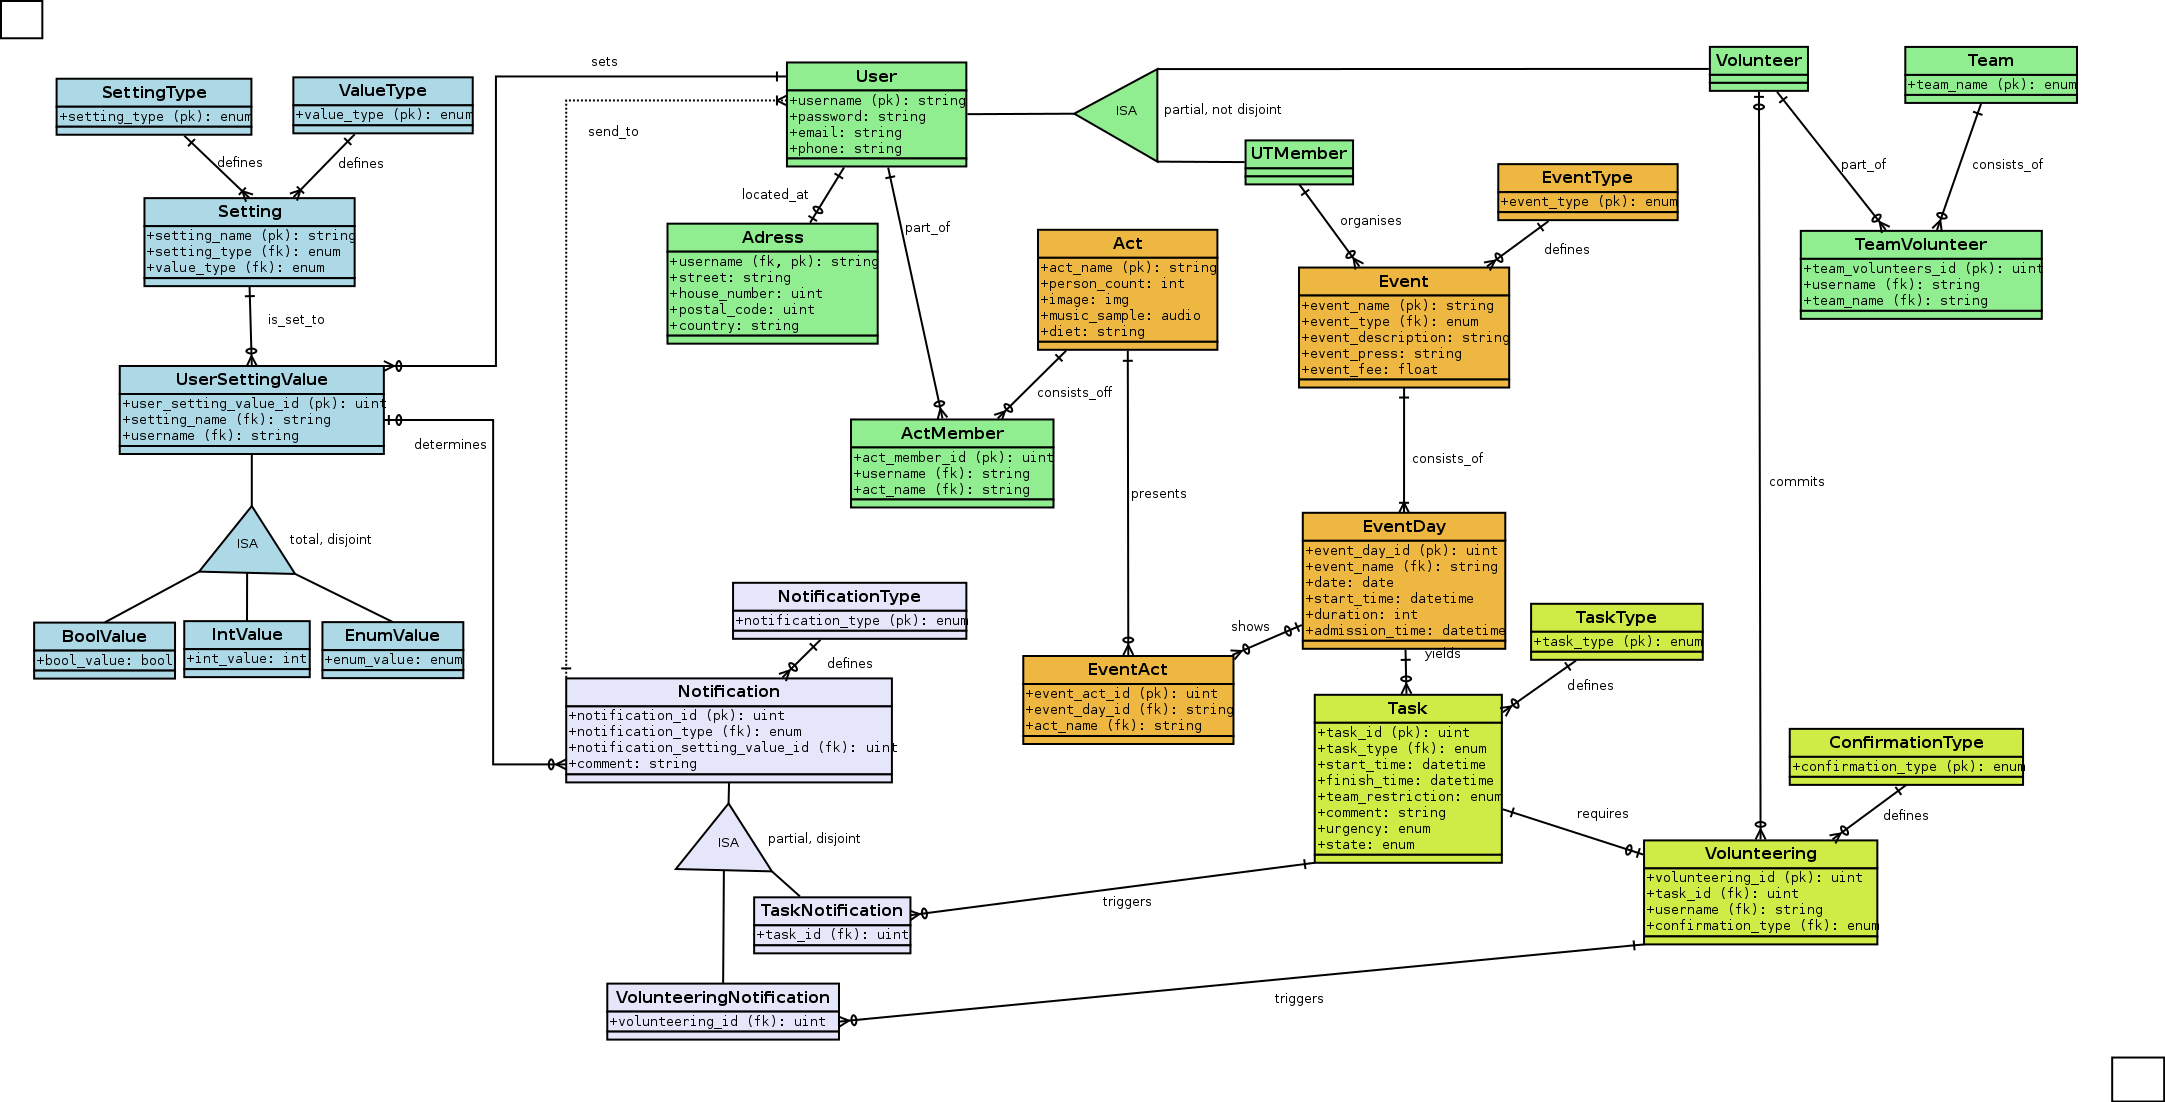 SettingType
+setting_type (pk): enum
ValueType
+value_type (pk): enum
defines
defines
Setting
+setting_name (pk): string
+setting_type (fk): enum
+value_type (fk): enum
is_set_to
UserSettingValue
+user_setting_value_id (pk): uint
+setting_name (fk): string
+username (fk): string
ISA
total, disjoint
BoolValue
+bool_value: bool
IntValue
+int_value: int
EnumValue
+enum_value: enum
sets
send_to
determines
User
+username (pk): string
+password: string
+email: string
+phone: string
ISA
partial, not disjoint
located_at
Adress
+username (fk, pk): string
+street: string
+house_number: uint
+postal_code: uint
+country: string
part_of
Act
+act_name (pk): string
+person_count: int
+image: img
+music_sample: audio
+diet: string
consists_off
ActMember
+act_member_id (pk): uint
+username (fk): string
+act_name (fk): string
presents
UTMember
organises
EventType
+event_type (pk): enum
defines
Event
+event_name (pk): string
+event_type (fk): enum
+event_description: string
+event_press: string
+event_fee: float
consists_of
Volunteer
Team
+team_name (pk): enum
part_of
consists_of
TeamVolunteer
+team_volunteers_id (pk): uint
+username (fk): string
+team_name (fk): string
commits
EventDay
+event_day_id (pk): uint
+event_name (fk): string
+date: date
+start_time: datetime
+duration: int
+admission_time: datetime
shows
yields
EventAct
+event_act_id (pk): uint
+event_day_id (fk): string
+act_name (fk): string
TaskType
+task_type (pk): enum
defines
Task
+task_id (pk): uint
+task_type (fk): enum
+start_time: datetime
+finish_time: datetime
+team_restriction: enum
+comment: string
+urgency: enum
+state: enum
requires
ConfirmationType
+confirmation_type (pk): enum
defines
Volunteering
+volunteering_id (pk): uint
+task_id (fk): uint
+username (fk): string
+confirmation_type (fk): enum
NotificationType
+notification_type (pk): enum
defines
Notification
+notification_id (pk): uint
+notification_type (fk): enum
+notification_setting_value_id (fk): uint
+comment: string
ISA
partial, disjoint
TaskNotification
+task_id (fk): uint
triggers
VolunteeringNotification
+volunteering_id (fk): uint
triggers